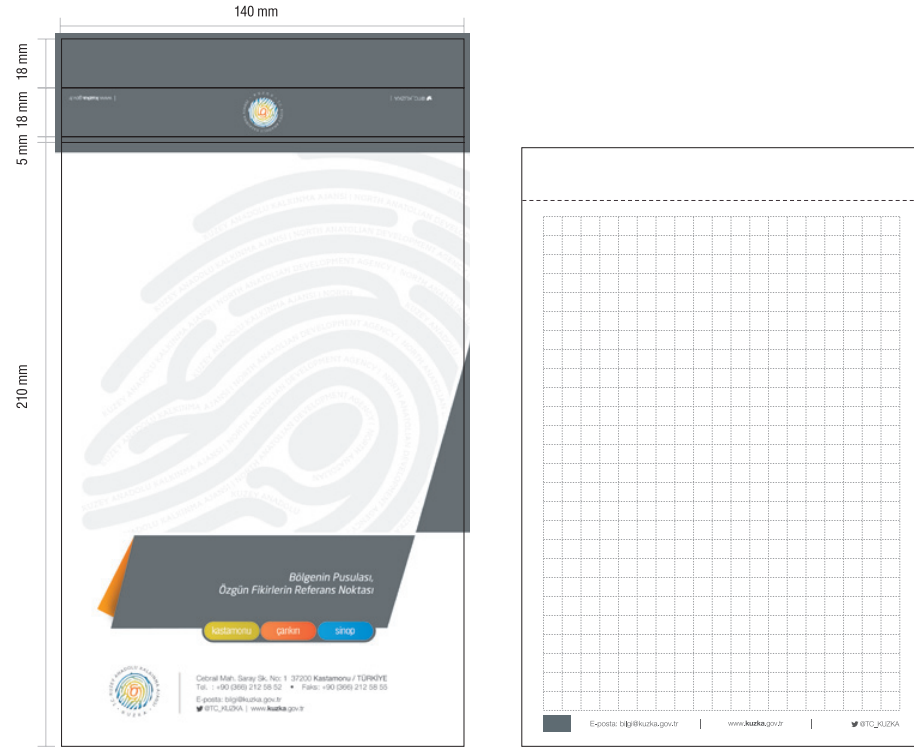 140 mm
18 mm
18 mm
5 mm
210 mm
Bölgenin Pusulası,
Özgün Fikirlerin Referans Noktası
kastamonu çankırı sinop
Cebrail Mah. Saray Sk. No: 1 37200 Kastamonu / TÜRKİYE
Tel. : +90 (366) 212 58 52 • Faks: +90 (366) 212 58 55
E-posta: bilgi@kuzka.gov.tr
@TC_KUZKA | www.kuzka.gov.tr
E-posta: bilgi@kuzka.gov.tr | www.kuzka.gov.tr | @TC_KUZKA